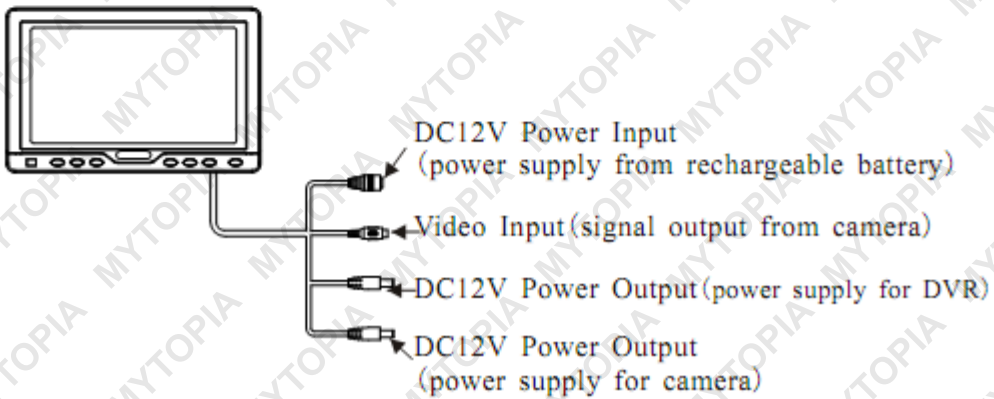 DC12V Power Input
(power supply from rechargeable battery)
Video Input(signal output from camera)
DC12V Power Output(power supply for DVR)
DC12V Power Output
(power supply for camera)
MYTOPIA